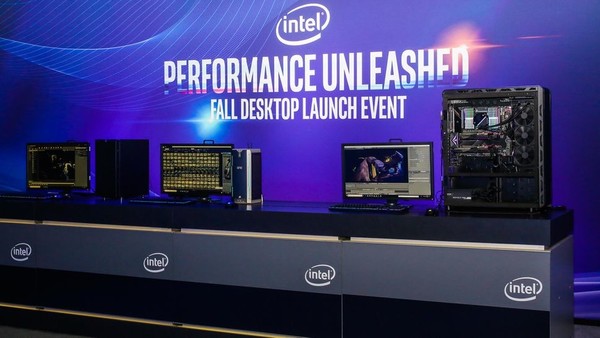 intel
PERFORMANCE UNLEASHED
FALL DESKTOP LAUNCH EVENT
intel
intel
intel
intel